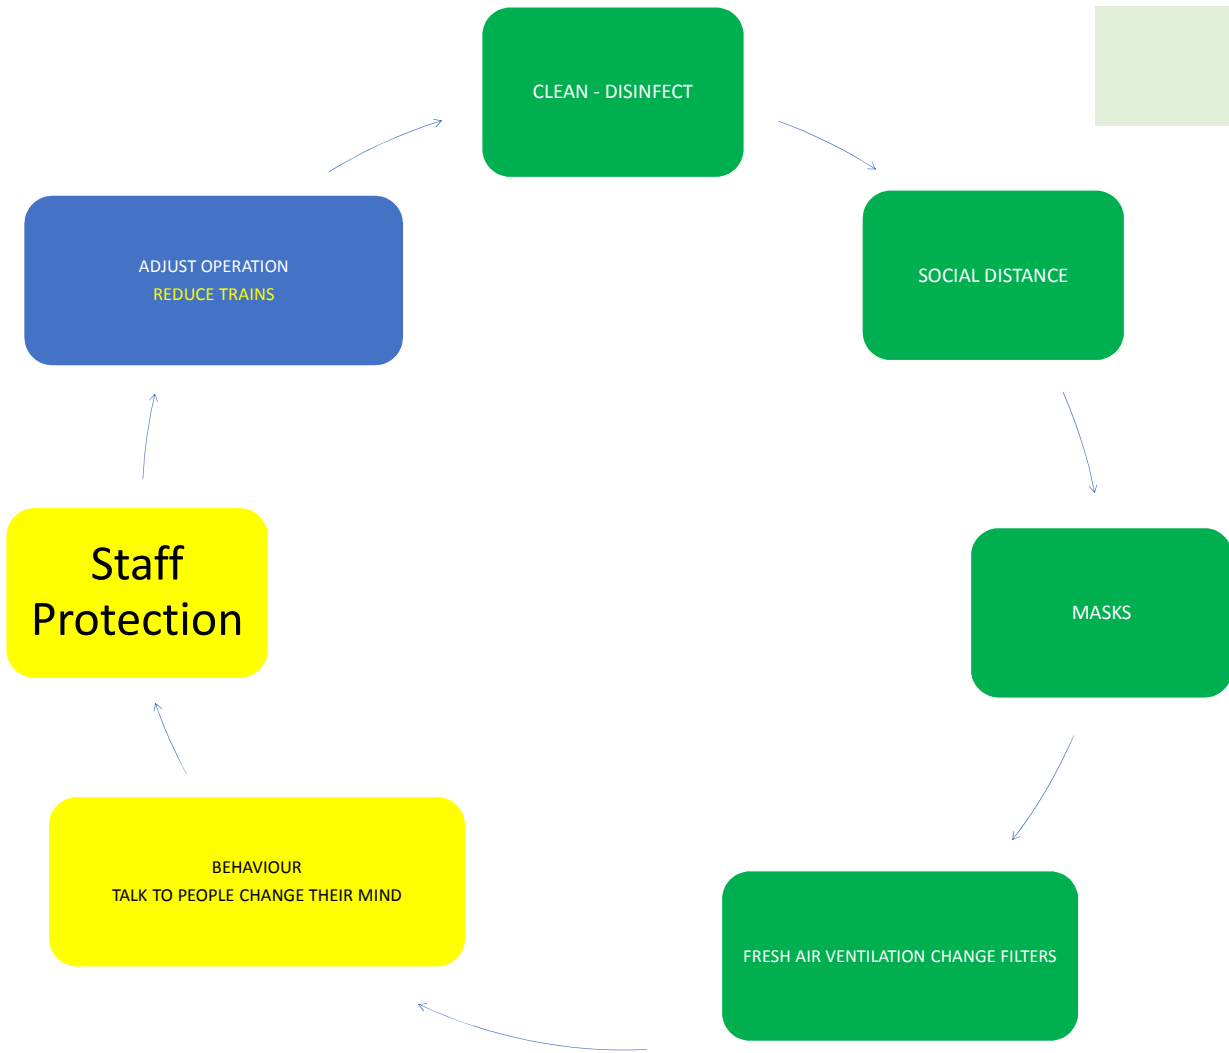 CLEAN - DISINFECT
SOCIAL DISTANCE
MASKS
FRESH AIR VENTILATION CHANGE FILTERS
BEHAVIOUR
TALK TO PEOPLE CHANGE THEIR MIND
Staff
Protection
ADJUST OPERATION
REDUCE TRAINS